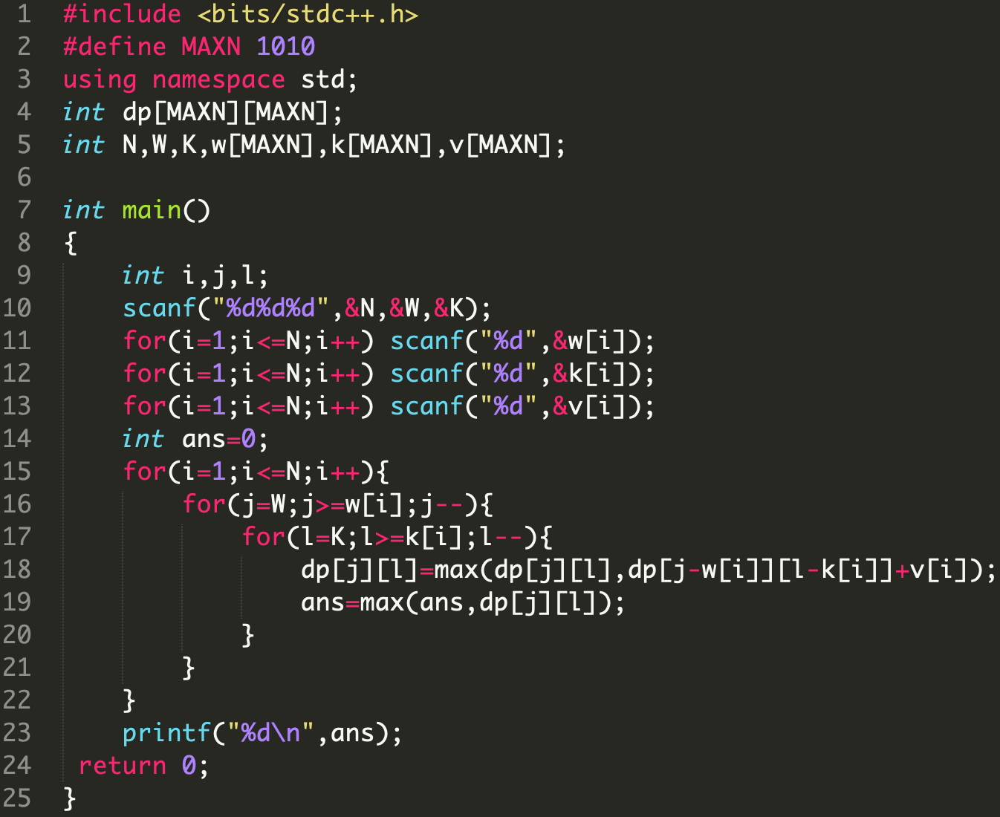 1 #include <bits/stdc++.h>
2 #define MAXN 1010
3 using namespace std;
4 int dp[MAXN][MAXN];
5 int N,W,K,w[MAXN],k[MAXN],v[MAXN];
6
7 int main()
8 {
9     int i,j,l;
10     scanf("%d%d%d",&N,&W,&K);
11     for(i=1;i<=N;i++) scanf("%d",&w[i]);
12     for(i=1;i<=N;i++) scanf("%d",&k[i]);
13     for(i=1;i<=N;i++) scanf("%d",&v[i]);
14     int ans=0;
15     for(i=1;i<=N;i++){
16         for(j=W;j>=w[i];j--){
17             for(l=K;l>=k[i];l--){
18                 dp[j][l]=max(dp[j][l],dp[j-w[i]][l-k[i]]+v[i]);
19                 ans=max(ans,dp[j][l]);
20             }
21         }
22     }
23     printf("%d\n",ans);
24  return 0;
25 }